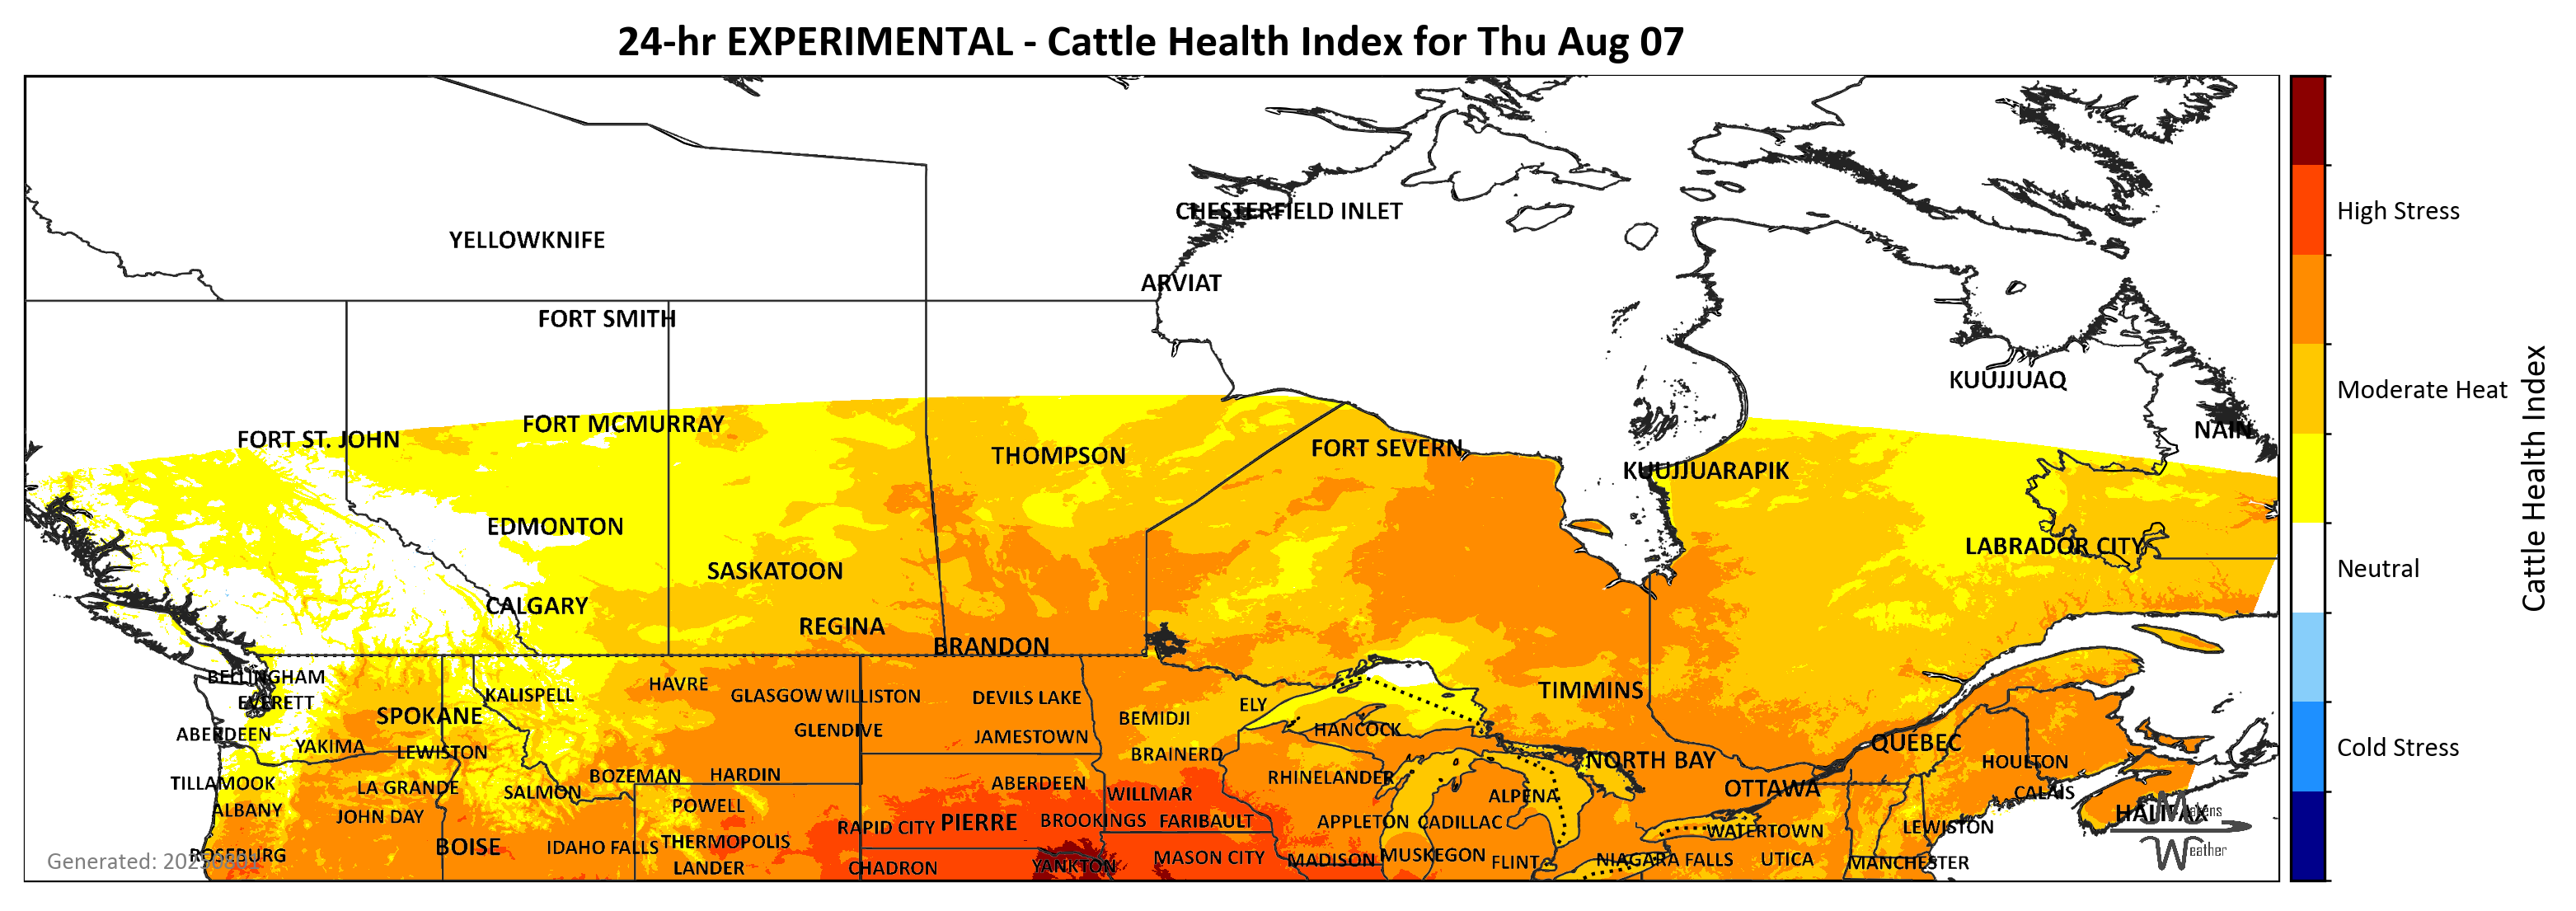 24-hr EXPERIMENTAL - Cattle Health Index for Thu Aug 07
CHESTERFIELD INLET
YELLOWKNIFE
ARVIAT
FORT SMITH
KUUJJUAQ
FORT ST. JOHN
FORT MCMURRAY
NAIN
THOMPSON
FORT SEVERN
KUUJJUARAPIK
EDMONTON
LABRADOR CITY
SASKATOON
CALGARY
REGINA
BRANDON
BELLINGHAM
KALISPELL
HAVRE
GLASGOW
WILLISTON
DEVILS LAKE
TIMMINS
EVERETT
SPOKANE
ELY
BEMIDJI
ABERDEEN
YAKIMA
LEWISTON
GLENDIVE
JAMESTOWN
HANCOCK
BRAINERD
NORTH BAY
QUEBEC
HOULTON
TILLAMOOK
LA GRANDE
SALMON
BOZEMAN
HARDIN
ABERDEEN
RHINELANDER
OTTAWA
CALAIS
ALBANY
JOHN DAY
POWELL
WILLMAR
ALPENA
HALIFAX
RAPID CITY
PIERRE
BROOKINGS
FARIBAULT
APPLETON
CADILLAC
WATERTOWN
LEWISTON
ROSEBURG
BOISE
IDAHO FALLS
THERMOPOLIS
LANDER
CHADRON
YANKTON
MASON CITY
MADISON
MUSKEGON
FLINT
NIAGARA FALLS
UTICA
MANCHESTER
Makens
Weather
High Stress
Moderate Heat
Neutral
Cold Stress
Cattle Health Index